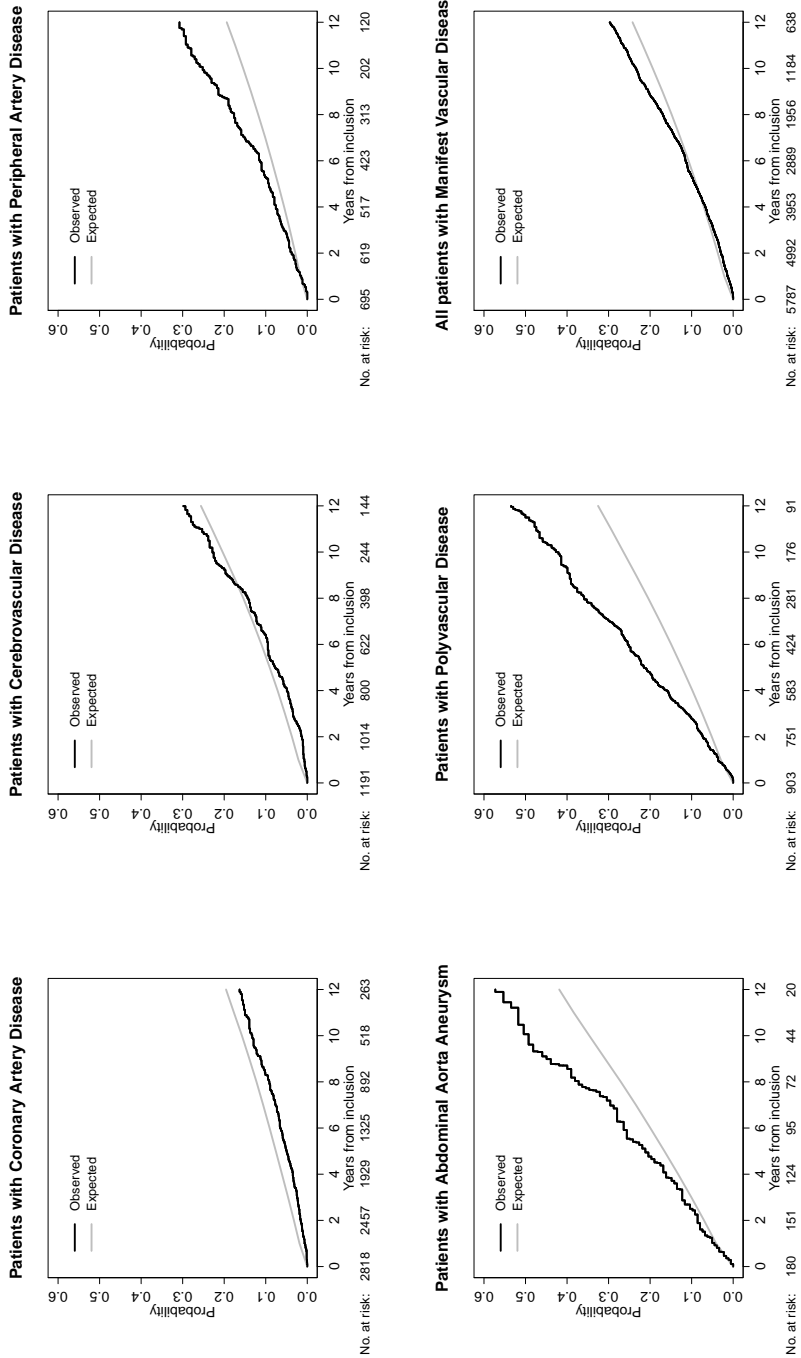 Patients with Coronary Artery Disease
Observed
Expected
0.6
0.5
0.4
0.3
0.2
0.1
0.0
Probability
0 2 4 6 8 10 12
Years from inclusion
No. at risk: 2818 2457 1929 1325 892 518 263
Patients with Cerebrovascular Disease
Observed
Expected
0.6
0.5
0.4
0.3
0.2
0.1
0.0
Probability
0 2 4 6 8 10 12
Years from inclusion
No. at risk: 1191 1014 800 622 398 244 144
Patients with Peripheral Artery Disease
Observed
Expected
0.6
0.5
0.4
0.3
0.2
0.1
0.0
Probability
0 2 4 6 8 10 12
Years from inclusion
No. at risk: 695 619 517 423 313 202 120
Patients with Abdominal Aorta Aneurysm
Observed
Expected
0.6
0.5
0.4
0.3
0.2
0.1
0.0
Probability
0 2 4 6 8 10 12
Years from inclusion
No. at risk: 180 151 124 95 72 44 20
Patients with Polyvascular Disease
Observed
Expected
0.6
0.5
0.4
0.3
0.2
0.1
0.0
Probability
0 2 4 6 8 10 12
Years from inclusion
No. at risk: 903 751 583 424 281 176 91
All patients with Manifest Vascular Diseas
Observed
Expected
0.6
0.5
0.4
0.3
0.2
0.1
0.0
Probability
0 2 4 6 8 10 12
Years from inclusion
No. at risk: 5787 4992 3953 2889 1956 1184 638